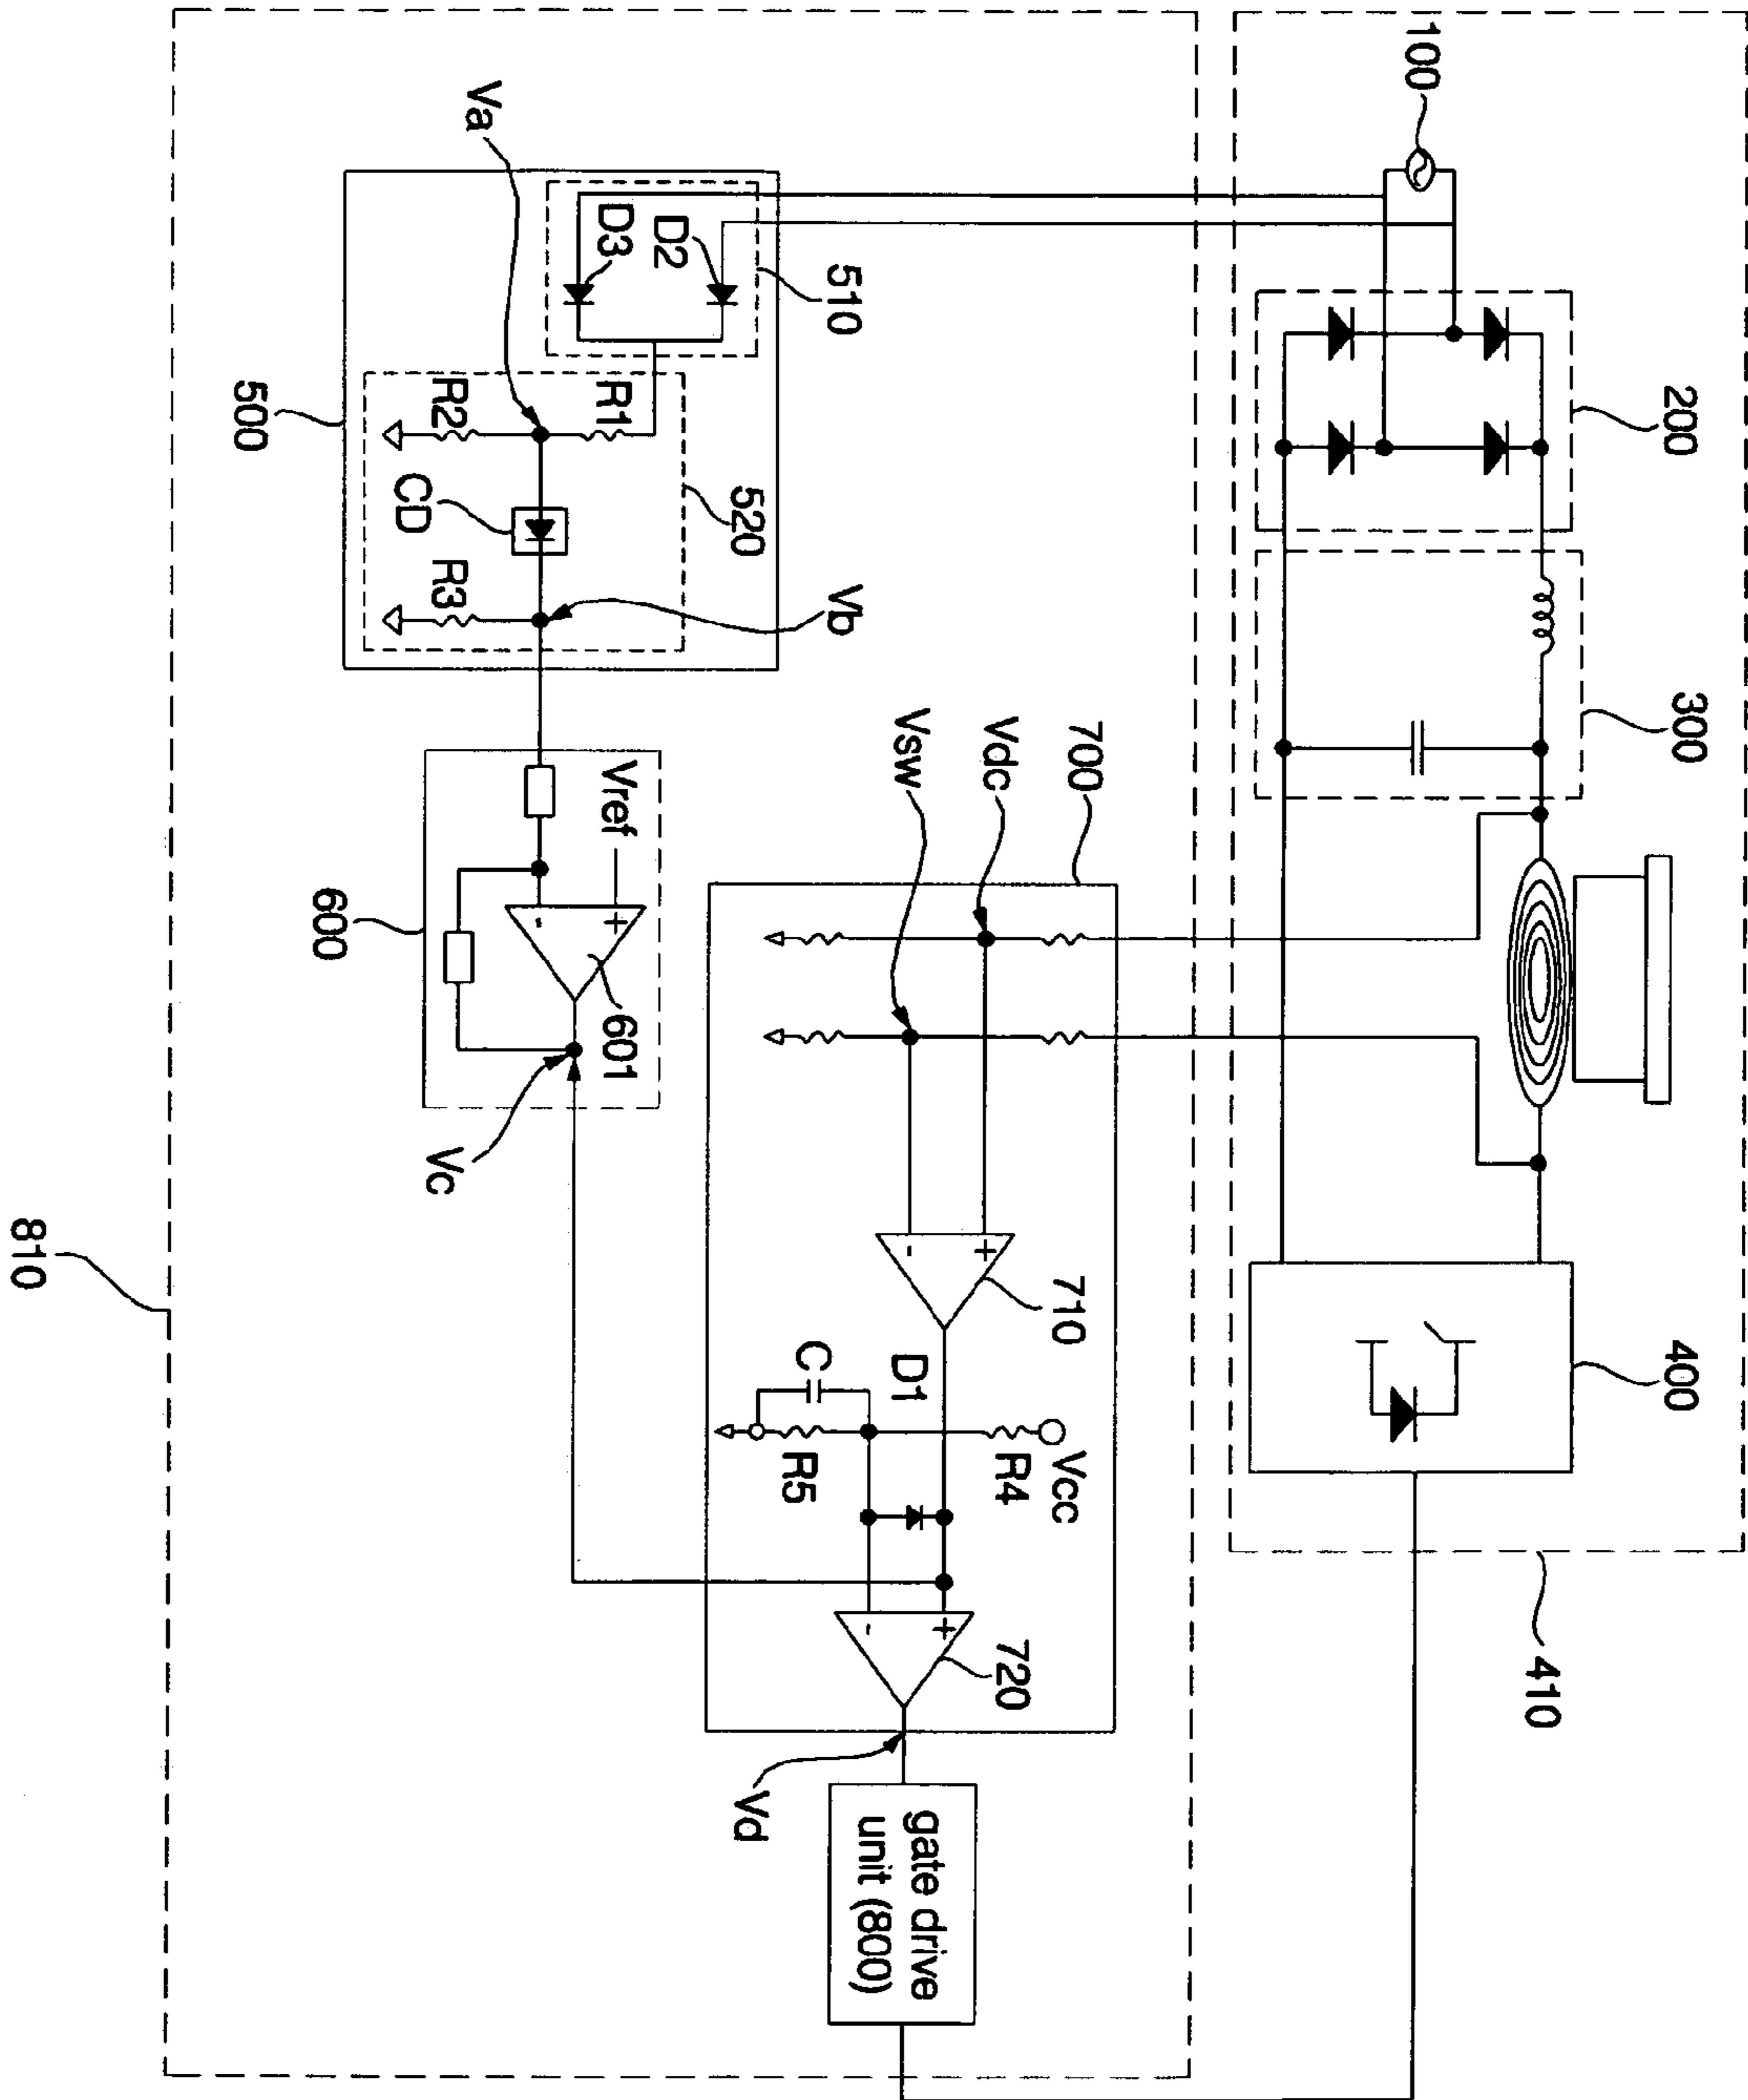 100
200
300
400
410
Va
D3
D2
510
R2
R1
500
CD
520
R3
Vb
Vsw
Vdc
700
Vref
+
-
600
601
Vc
+
-
710
C
D1
R5
R4
Vcc
+
-
720
Vd
gate drive
unit (800)
810